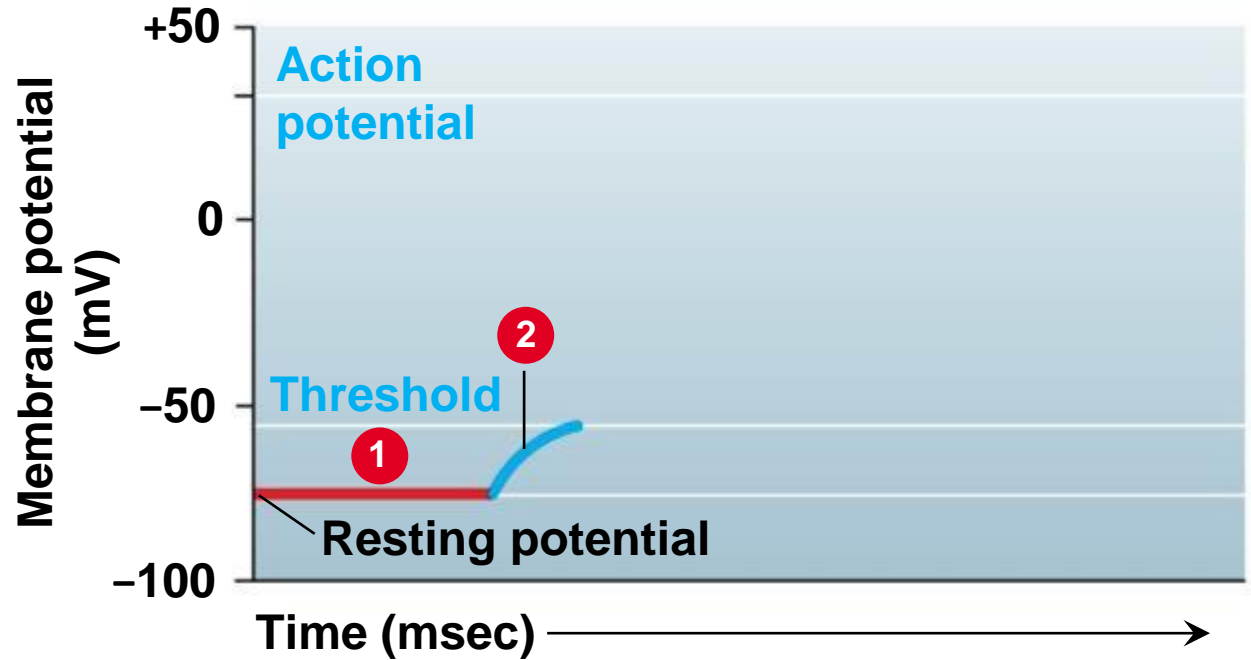 +50
Action
potential
0
Membrane potential
(mV)
2
−50
Threshold
1
Resting potential
−100
Time (msec)